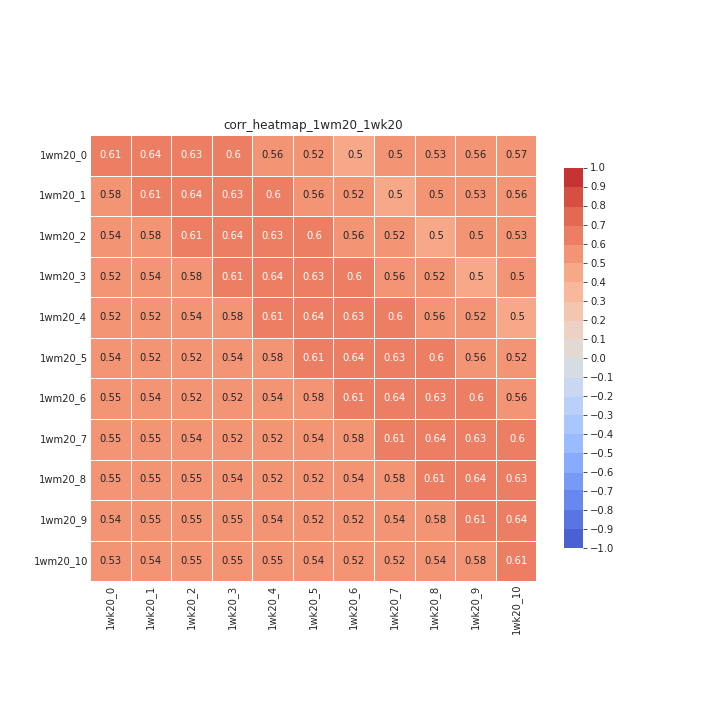 corr_heatmap_1wm20_1wk20
1wm20_0 0.61 0.64 0.63 0.6 0.56 0.52 0.5 0.5 0.53 0.56 0.57
1wm20_1 0.58 0.61 0.64 0.63 0.6 0.56 0.52 0.5 0.5 0.53 0.56
1wm20_2 0.54 0.58 0.61 0.64 0.63 0.6 0.56 0.52 0.5 0.5 0.53
1wm20_3 0.52 0.54 0.58 0.61 0.64 0.63 0.6 0.56 0.52 0.5 0.5
1wm20_4 0.52 0.52 0.54 0.58 0.61 0.64 0.63 0.6 0.56 0.52 0.5
1wm20_5 0.54 0.52 0.52 0.54 0.58 0.61 0.64 0.63 0.6 0.56 0.52
1wm20_6 0.55 0.54 0.52 0.52 0.54 0.58 0.61 0.64 0.63 0.6 0.56
1wm20_7 0.55 0.55 0.54 0.52 0.52 0.54 0.58 0.61 0.64 0.63 0.6
1wm20_8 0.55 0.55 0.55 0.54 0.52 0.52 0.54 0.58 0.61 0.64 0.63
1wm20_9 0.54 0.55 0.55 0.55 0.54 0.52 0.52 0.54 0.58 0.61 0.64
1wm20_10 0.53 0.54 0.55 0.55 0.55 0.54 0.52 0.52 0.54 0.58 0.61
1wk20_0 1wk20_1 1wk20_2 1wk20_3 1wk20_4 1wk20_5 1wk20_6 1wk20_7 1wk20_8 1wk20_9 1wk20_10
1.0
0.9
0.8
0.7
0.6
0.5
0.4
0.3
0.2
0.1
0.0
−0.1
−0.2
−0.3
−0.4
−0.5
−0.6
−0.7
−0.8
−0.9
−1.0